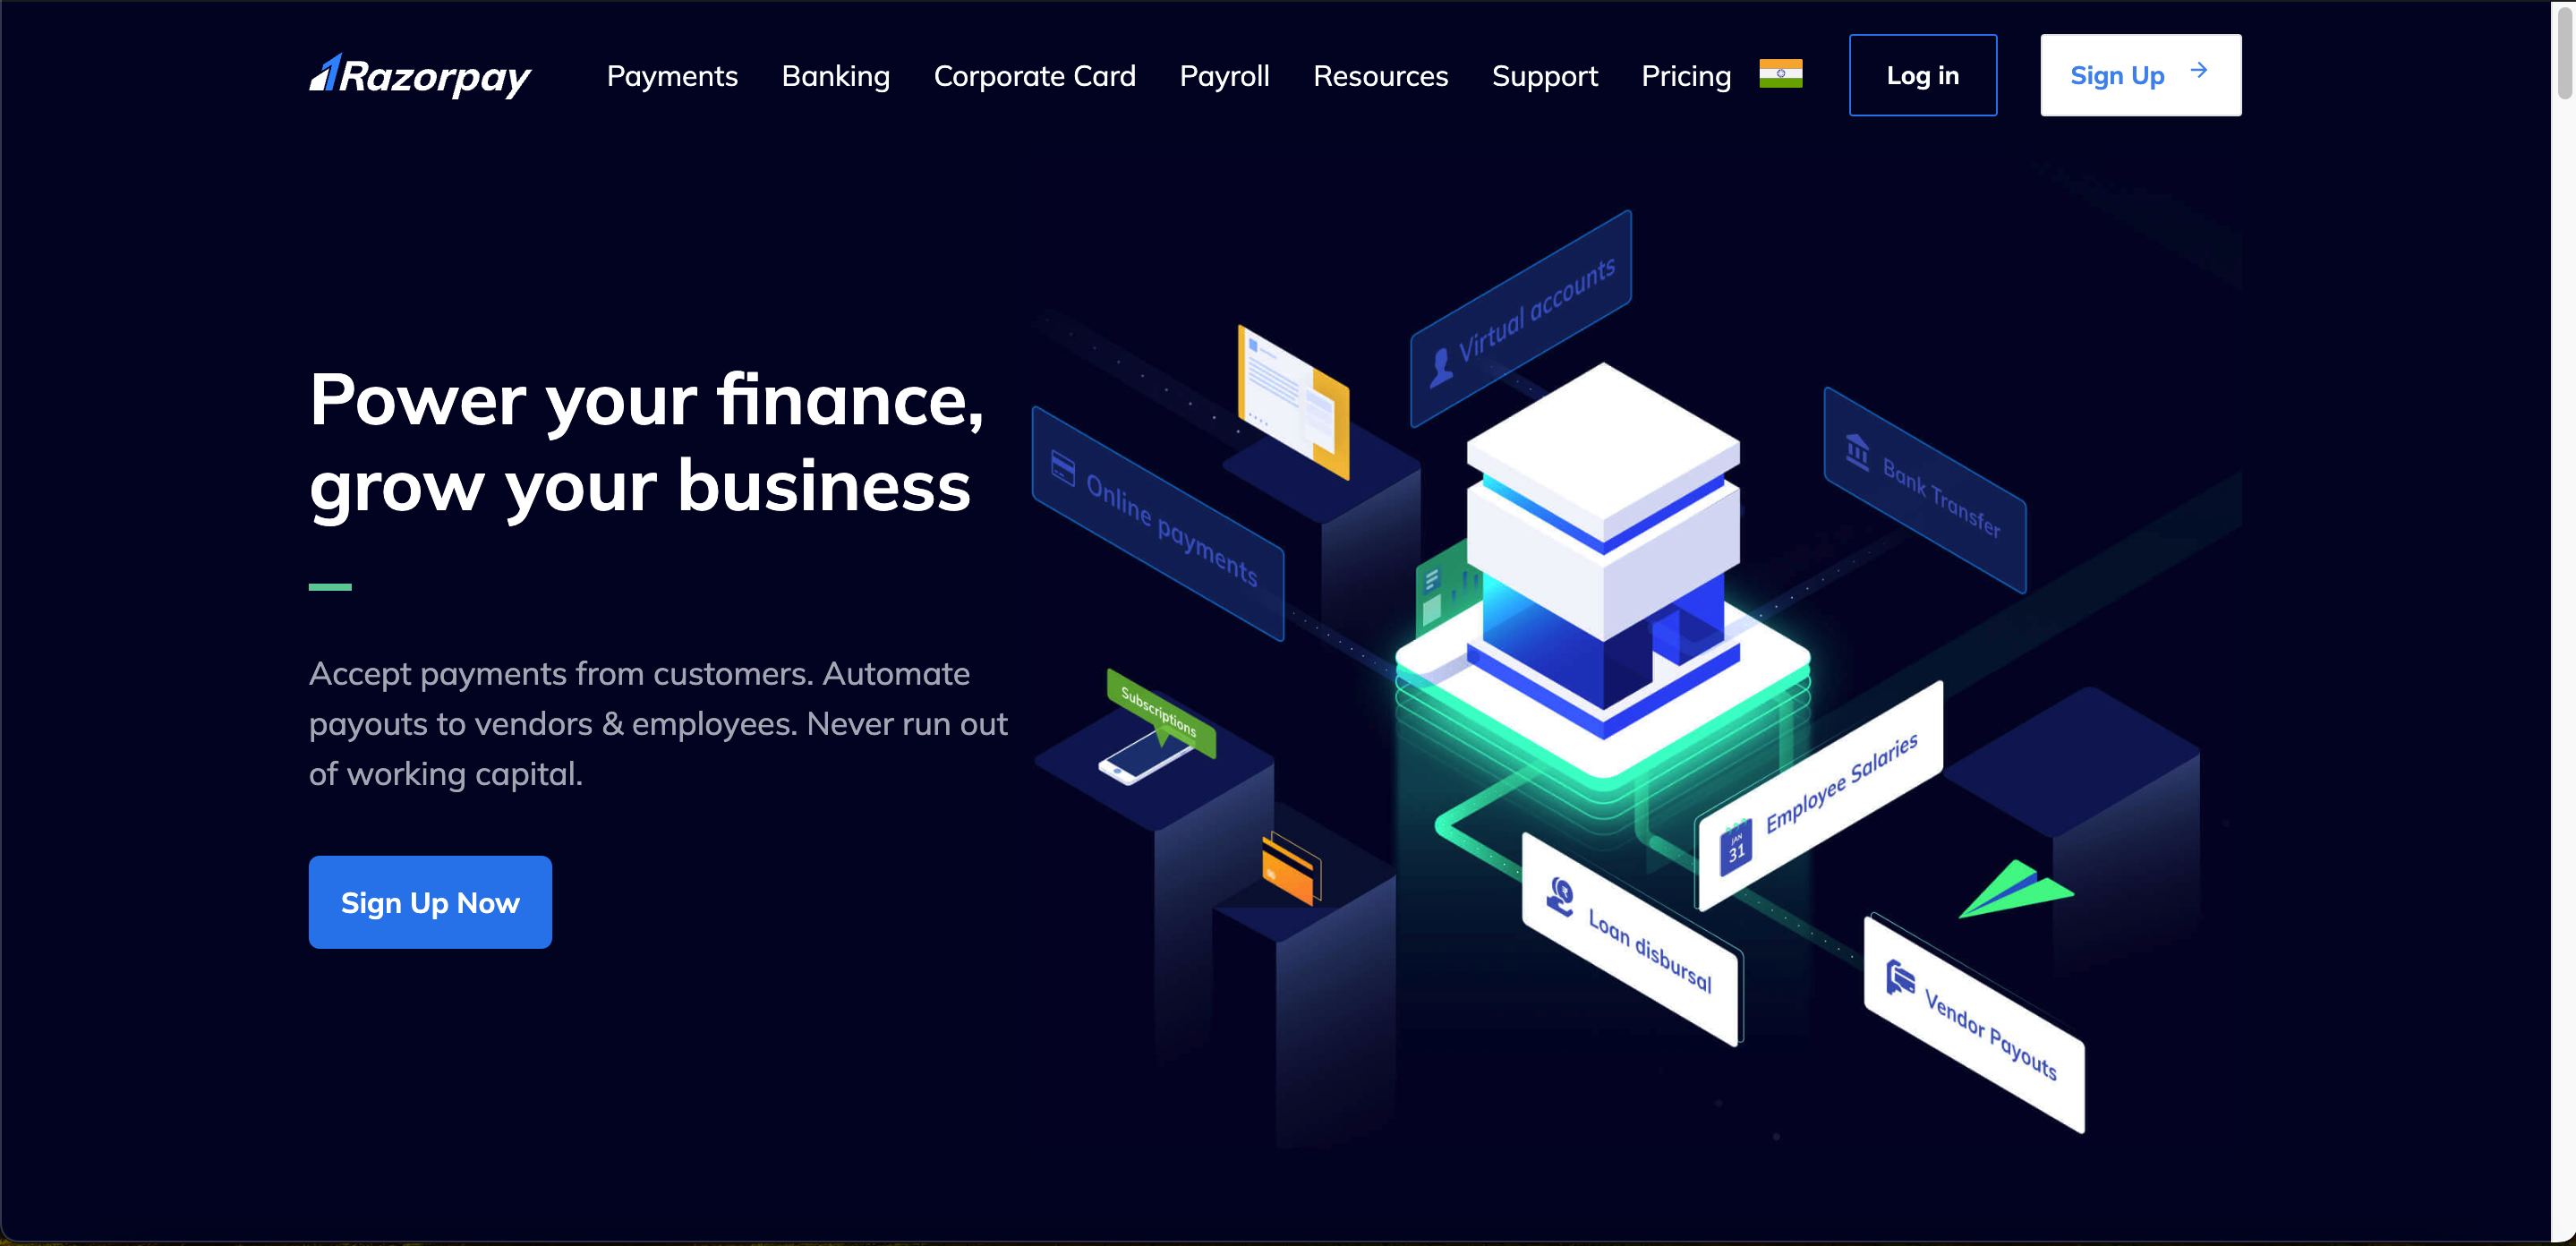 Razorpay
Payments
Banking
Corporate Card
Payroll
Resources
Support
Pricing
Log in
Sign Up
Power your finance,
grow your business
Accept payments from customers. Automate
payouts to vendors & employees. Never run out
of working capital.
Sign Up Now
Virtual accounts
Online payments
Bank Transfer
Subscriptions
Employee Salaries
JAN
31
Loan disbursal
Vendor Payouts